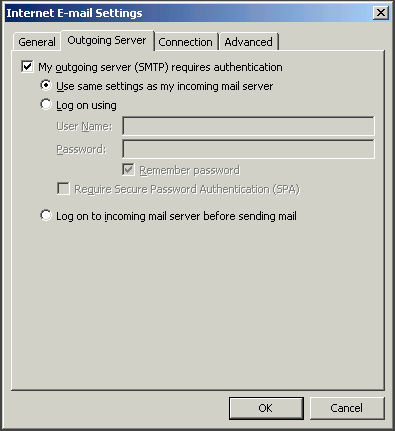 Internet E-mail Settings
General Outgoing Server Connection Advanced
My outgoing server (SMTP) requires authentication
Use same settings as my incoming mail server
Log on using
User Name:
Password:
Remember password
Require Secure Password Authentication (SPA)
Log on to incoming mail server before sending mail
OK Cancel